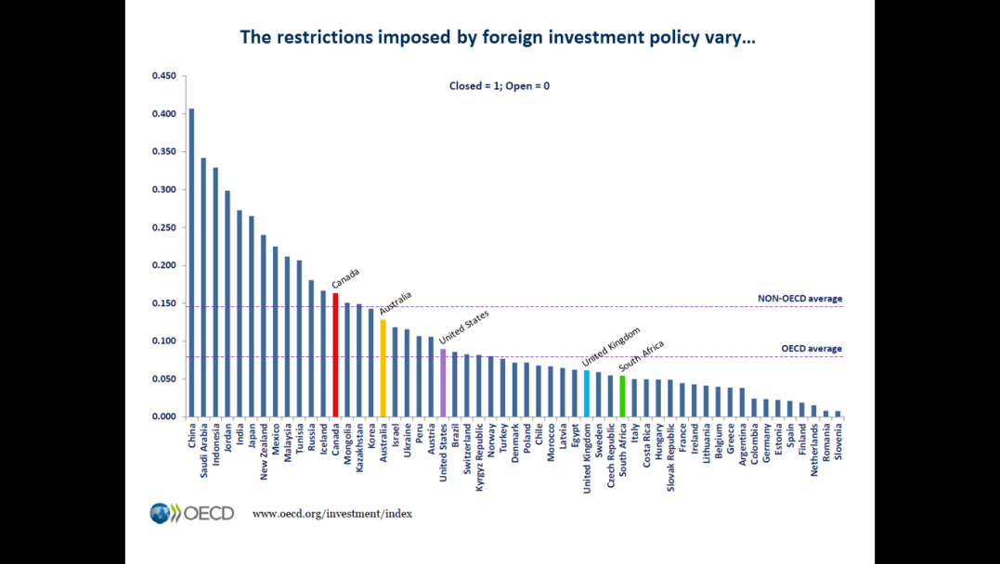 The restrictions imposed by foreign investment policy vary…
Closed = 1; Open = 0
0.450
0.400
0.350
0.300
0.250
0.200
0.150
0.100
0.050
0.000
Canada
Australia
United States
United Kingdom
South Africa
NON-OECD average
OECD average
China
Saudi Arabia
Indonesia
Jordan
India
Japan
New Zealand
Mexico
Malaysia
Tunisia
Russia
Iceland
Canada
Mongolia
Kazakhstan
Korea
Australia
Israel
Ukraine
Peru
Austria
United States
Brazil
Switzerland
Kyrgyz Republic
Norway
Turkey
Denmark
Poland
Chile
Morcco
Latvia
Egypt
United Kingdom
Sweden
Czech Republic
South Africa
Italy
Costa Rica
Hungary
Slovak Republic
France
Ireland
Lithuania
Belgium
Greece
Argentina
Colombia
Germany
Estonia
Spain
Finland
Netherlands
Romania
Slovenia
OECD
www.oecd.org/investment/index